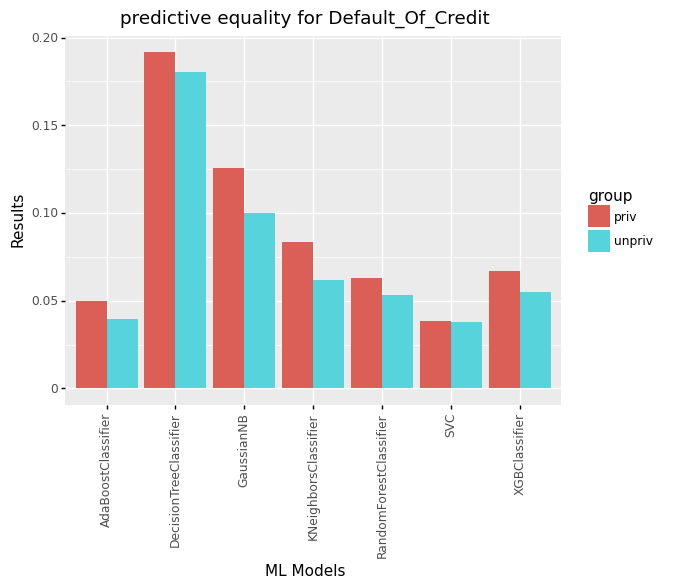 predictive equality for Default_Of_Credit
Results
0.20
0.15
0.10
0.05
0
AdaBoostClassifier
DecisionTreeClassifier
GaussianNB
KNeighborsClassifier
RandomForestClassifier
SVC
XGBClassifier
ML Models
group
priv
unpriv